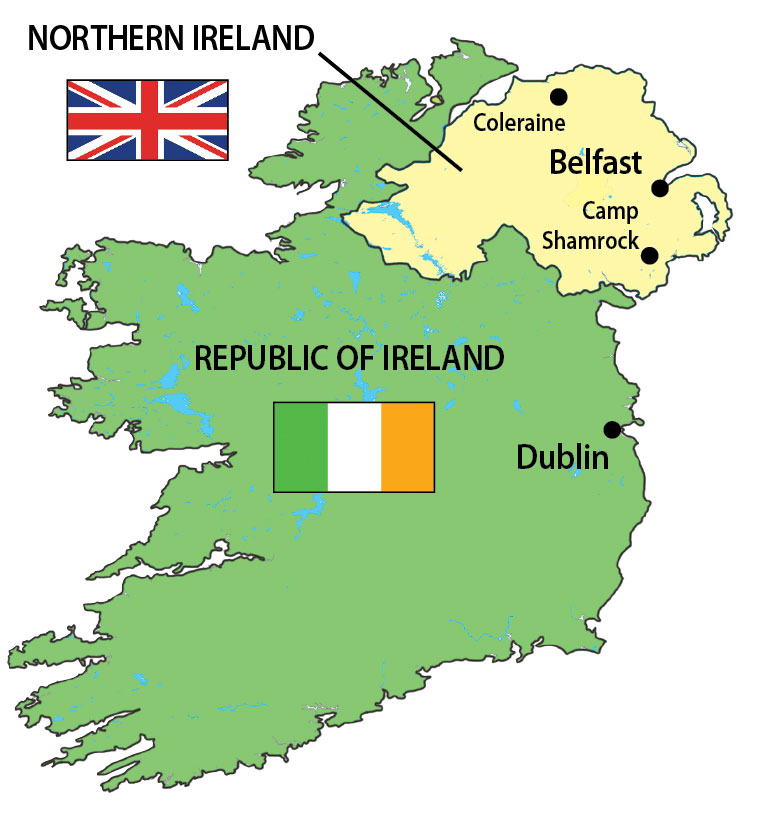 NORTHERN IRELAND
Coleraine
Belfast
Camp
Shamrock
REPUBLIC OF IRELAND
Dublin